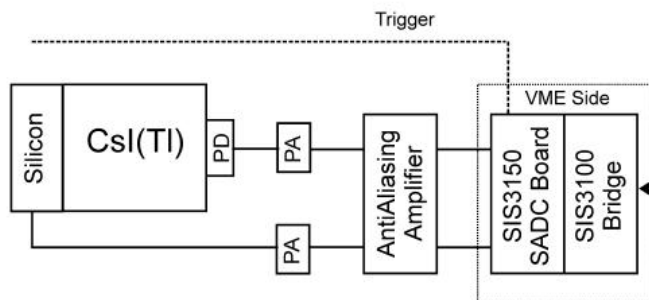 Trigger
VME Side
Silicon
CsI(Tl)
PD
PA
PA
AntiAliasing
Amplifier
SIS3150
SADC Board
SIS3100
Bridge